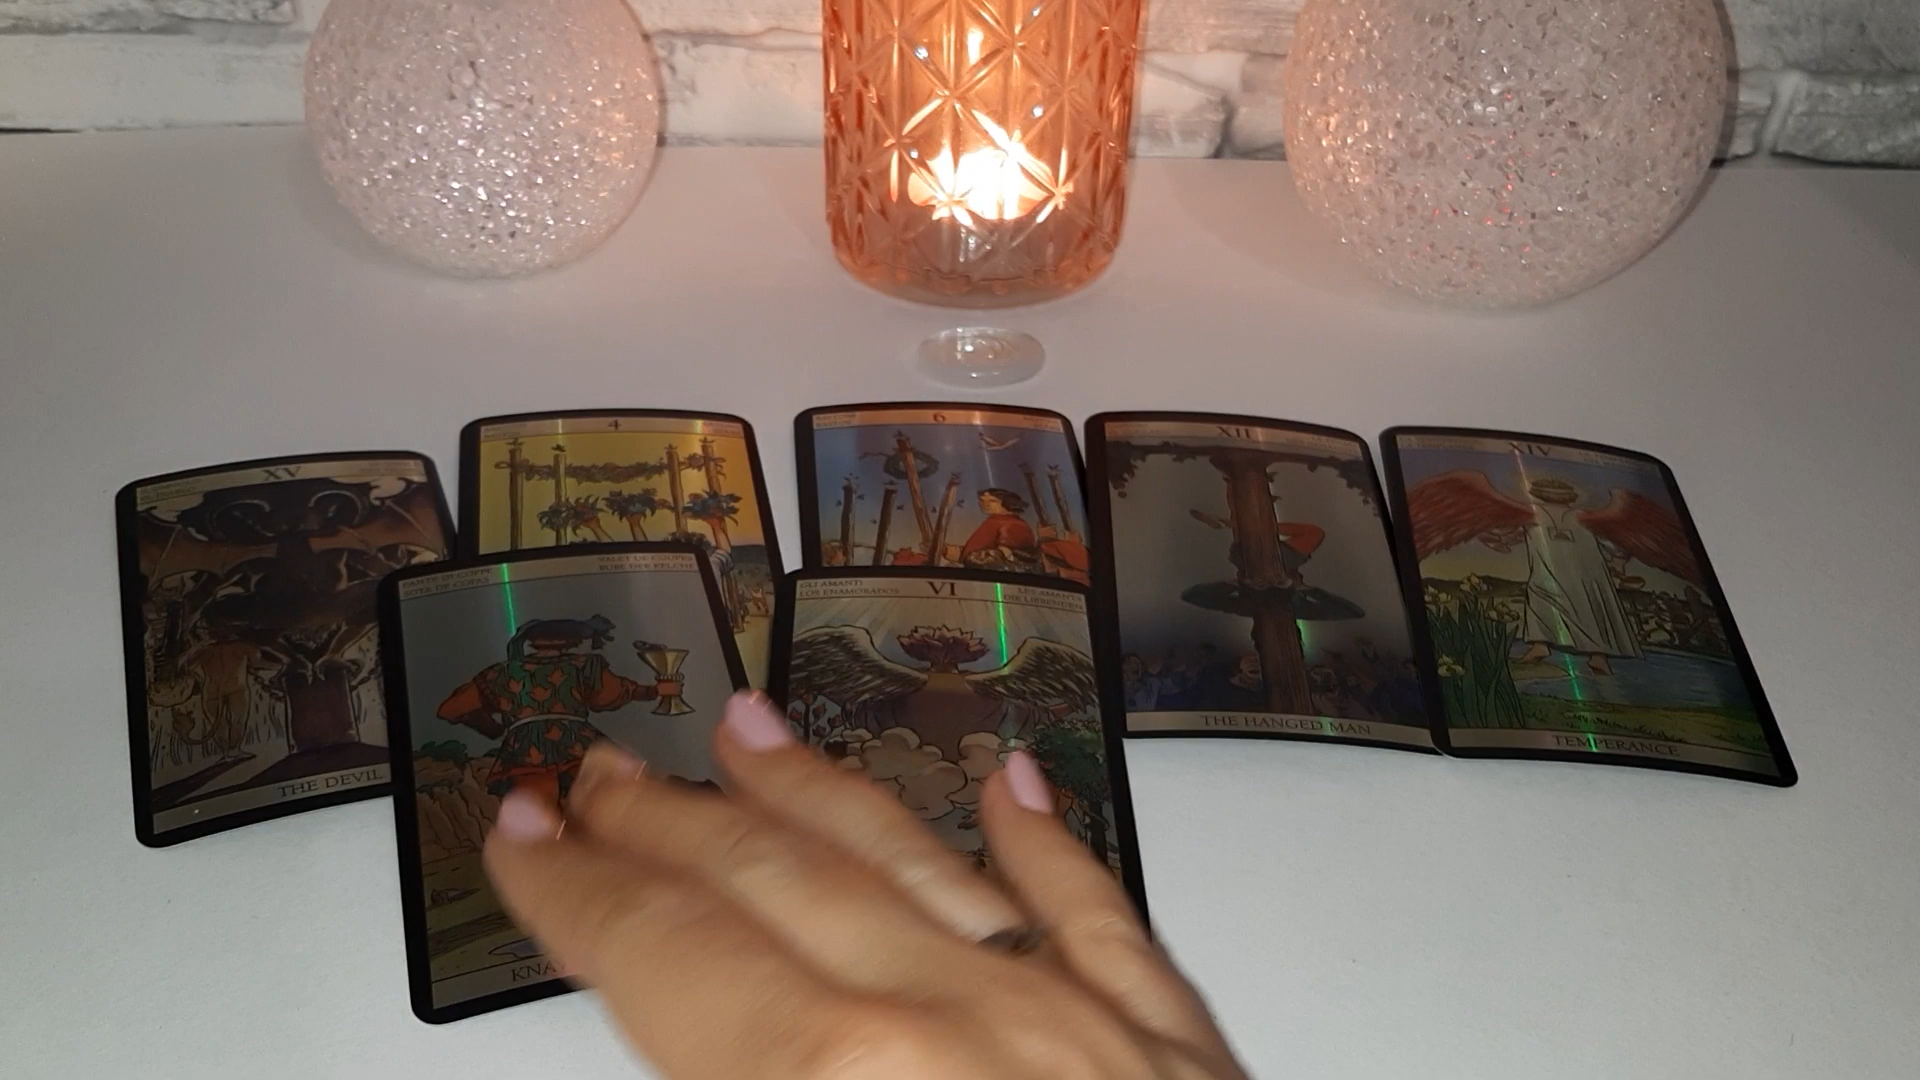 XV
THE DEVIL
4
6
XII
THE HANGED MAN
XIV
TEMPERANCE
FANTE DI COPPE
SOTA DE COPAS
VALET DE COUPES
BUBE DER KELCHE
KNA
GLI AMANTI
LOS ENAMORADOS
VI
LES AMANTS
DIE LIEBENDEN